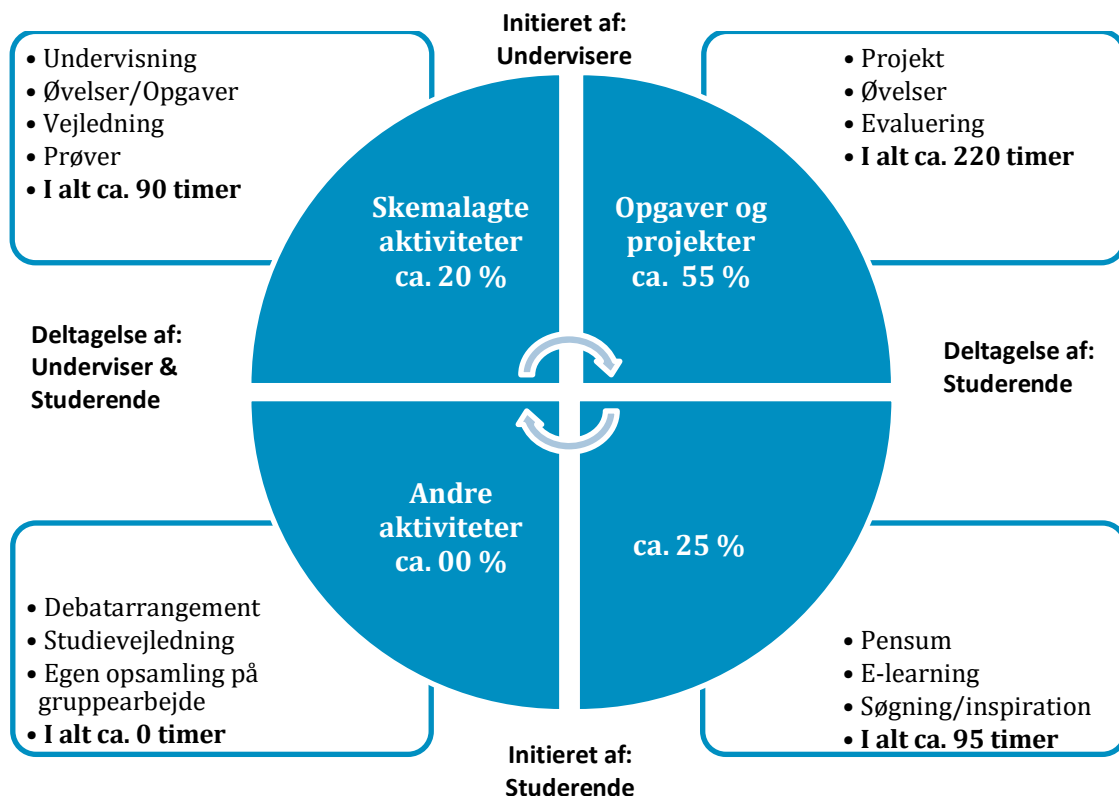 Initieret af:
Undervisere
• Undervisning
• Øvelser/Opgaver
• Vejledning
• Prøver
• I alt ca. 90 timer
• Projekt
• Øvelser
• Evaluering
• I alt ca. 220 timer
Skemalagte
aktiviteter
ca. 20 %
Opgaver og
projekter
ca. 55 %
Deltagelse af:
Underviser &
Studerende
Deltagelse af:
Studerende
Andre
aktiviteter
ca. 00 %
ca. 25 %
• Debatarrangement
• Studievejledning
• Egen opsamling på
gruppearbejde
• I alt ca. 0 timer
• Pensum
• E-learning
• Søgning/inspiration
• I alt ca. 95 timer
Initieret af:
Studerende